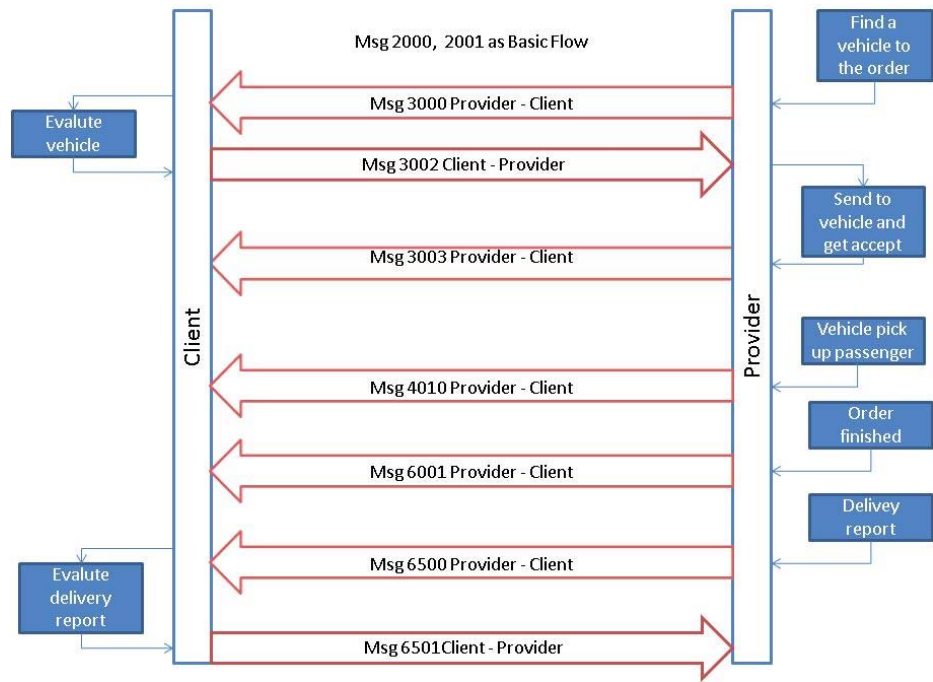 Msg 2000, 2001 as Basic Flow
Find a
vehicle to
the order
Msg 3000 Provider - Client
Evalute
vehicle
Msg 3002 Client - Provider
Send to
vehicle and
get accept
Msg 3003 Provider - Client
Client
Provider
Vehicle pick
up passenger
Msg 4010 Provider - Client
Order
finished
Msg 6001 Provider - Client
Delivey
report
Msg 6500 Provider - Client
Evalute
delivery
report
Msg 6501Client - Provider